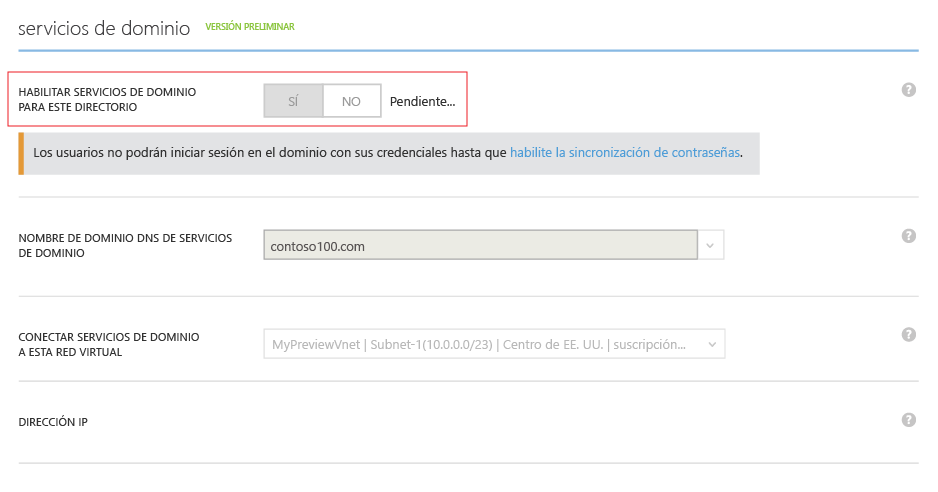 servicios de dominio VERSIÓN PRELIMINAR
HABILITAR SERVICIOS DE DOMINIO
PARA ESTE DIRECTORIO
SÍ NO Pendiente...
?
Los usuarios no podrán iniciar sesión en el dominio con sus credenciales hasta que habilite la sincronización de contraseñas.
NOMBRE DE DOMINIO DNS DE SERVICIOS
DE DOMINIO
contoso100.com
?
CONECTAR SERVICIOS DE DOMINIO
A ESTA RED VIRTUAL
MyPreviewVnet | Subnet-1(10.0.0.0/23) | Centro de EE. UU. | suscripción...
?
DIRECCIÓN IP
?